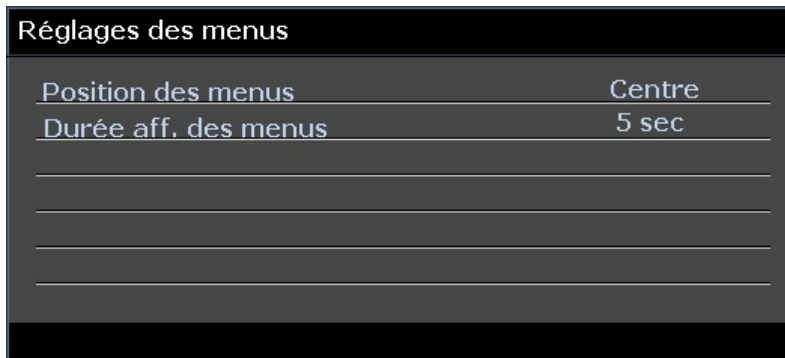 Réglages des menus
Position des menus Centre
Durée aff. des menus 5 sec